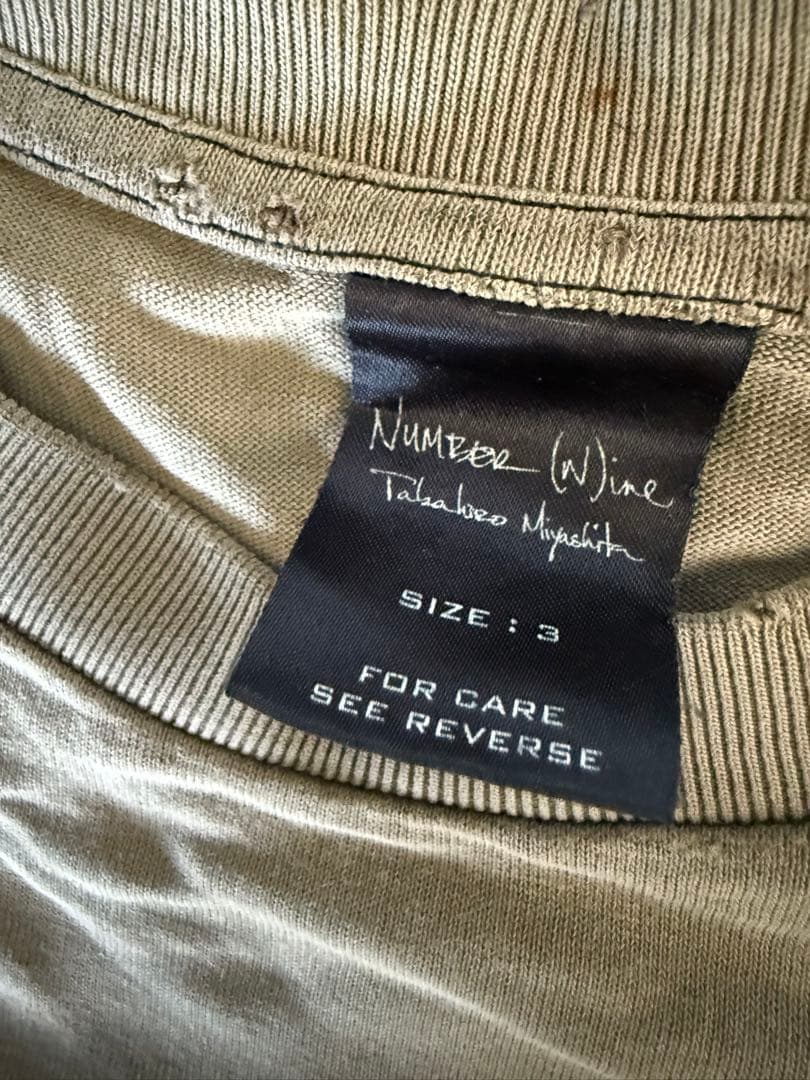 NUMBER (N)ine
Takahiro Miyashita
SIZE : 3
FOR CARE
SEE REVERSE